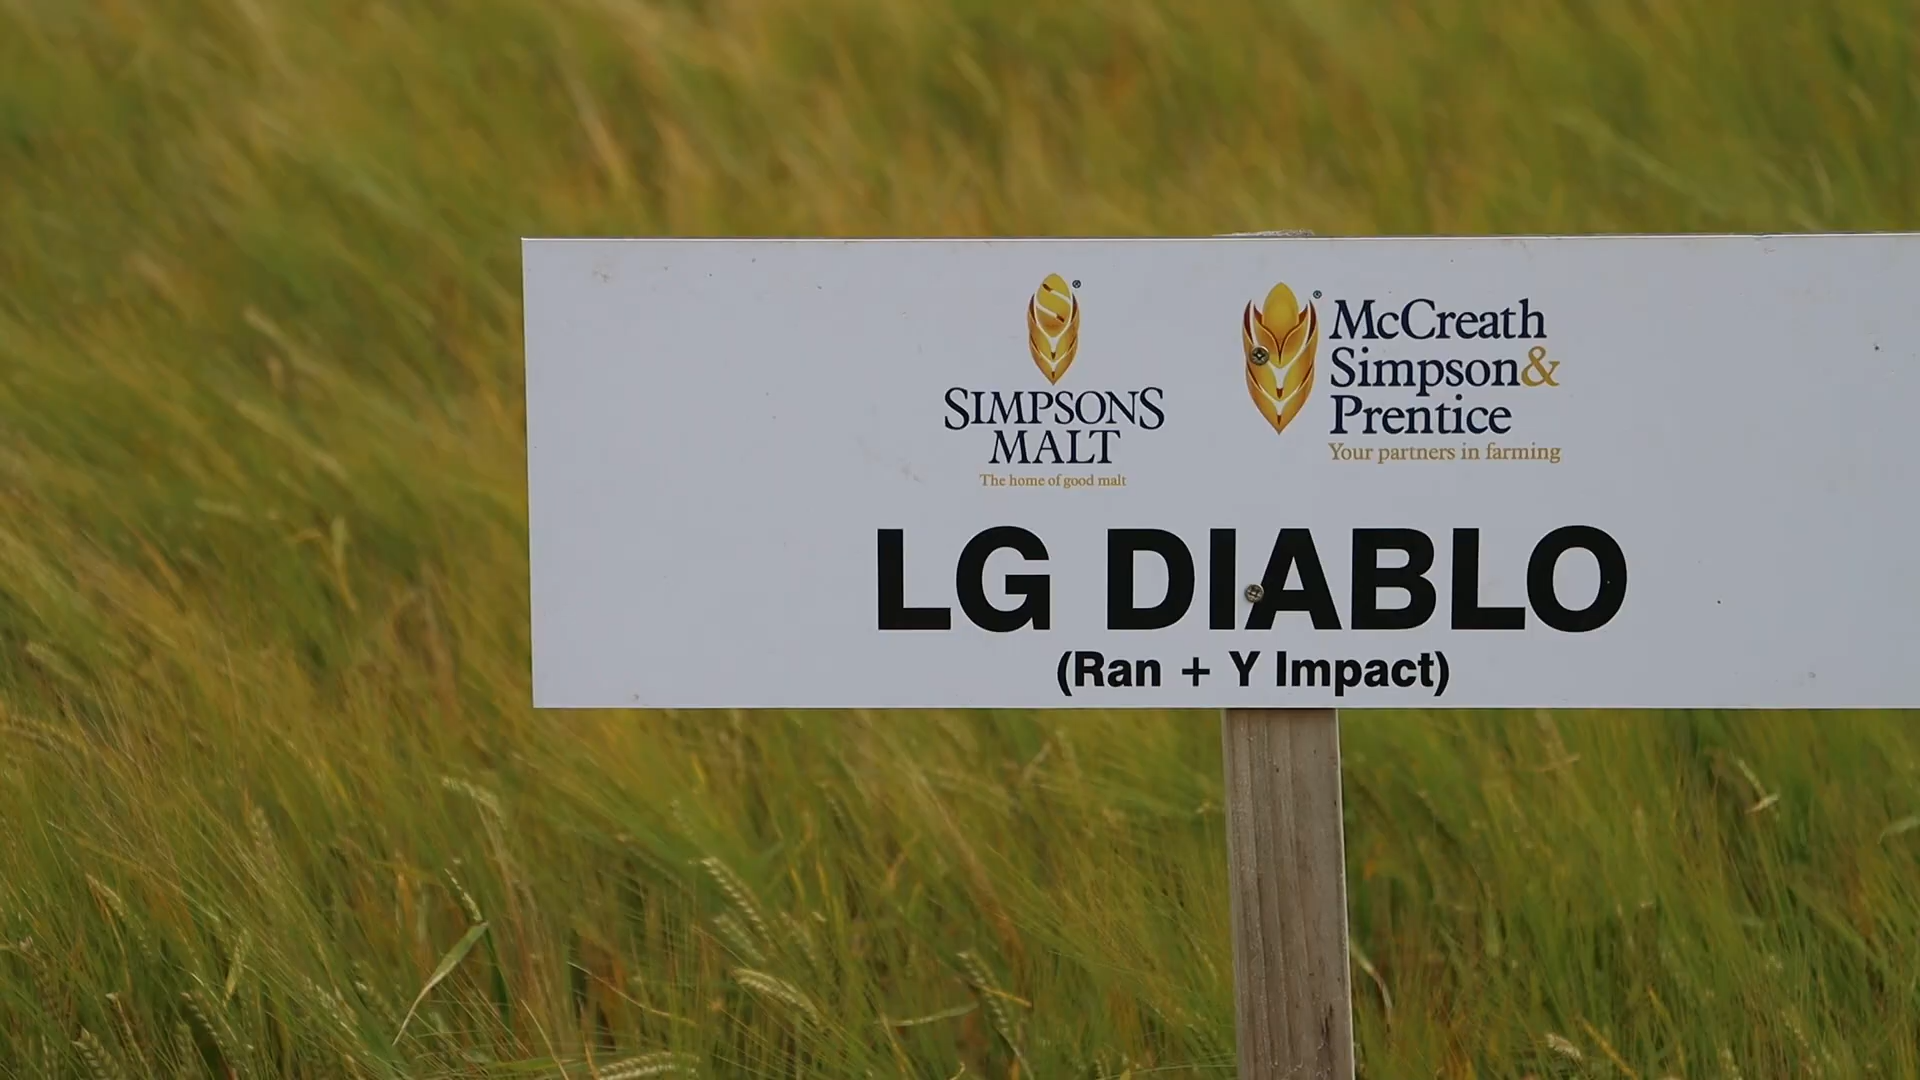 SIMPSONS
MALT
The home of good malt
McCreath
Simpson&
Prentice
Your partners in farming
LG DIABLO
(Ran + Y Impact)